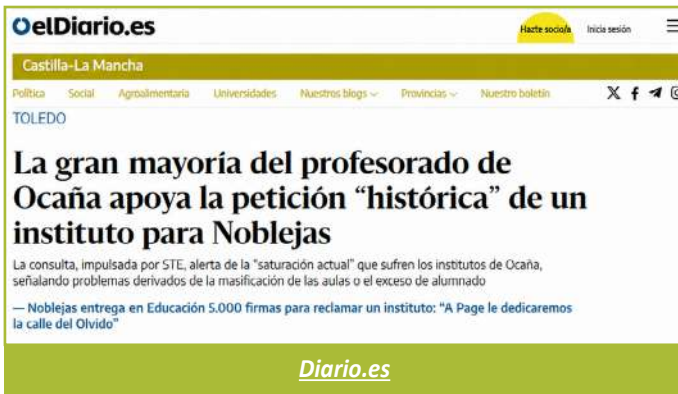 elDiario.es
Hazte socio/a Inicia sesión
Castilla-La Mancha
Política Social Agroalimentaria Universidades Nuestros blogs Provincias Nuestro boletín
TOLEDO
La gran mayoría del profesorado de
Ocaña apoya la petición “histórica” de un
instituto para Noblejas
La consulta, impulsada por STE, alerta de la "saturación actual" que sufren los institutos de Ocaña,
señalando problemas derivados de la masificación de las aulas o el exceso de alumnado
— Noblejas entrega en Educación 5.000 firmas para reclamar un instituto: “A Page le dedicaremos
la calle del Olvido”
Diario.es